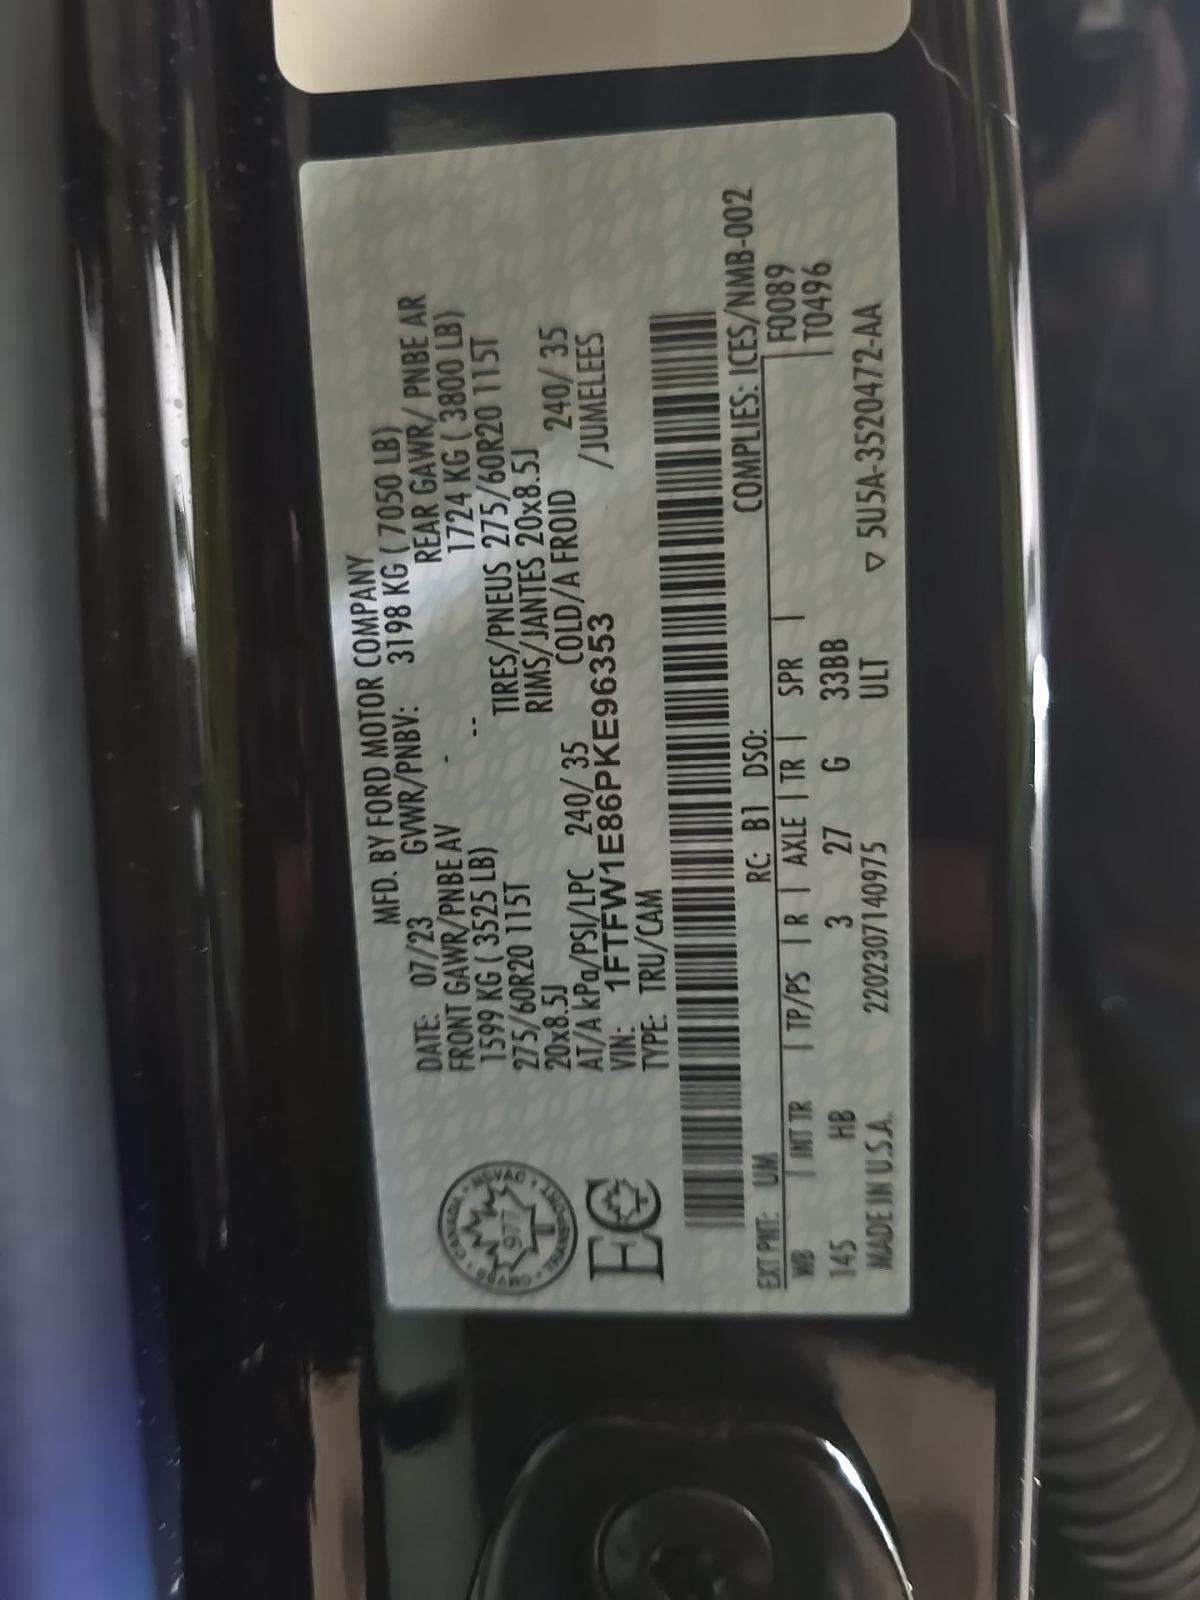 MFD. BY FORD MOTOR COMPANY
DATE: 07/23 GVWR/PNBV: 3198 KG ( 7050 LB)
FRONT GAWR/PNBE AV - -- REAR GAWR/ PNBE AR
1599 KG ( 3525 LB) 1724 KG ( 3800 LB)
275/60R20 115T TIRES/PNEUS 275/60R20 115T
20x8.5J RIMS/JANTES 20x8.5J
AT/A kPa/PSI/LPC 240/ 35 COLD/A FROID 240/ 35
VIN: 1FTFW1E86PKE96353 /JUMELEES
TYPE: TRU/CAM
CANADA
977
EC
COMPLIES: ICES/NMB-002
EXT PNT: UM RC: B1 DSO: F0089
WB | INT TR | TP/PS | R | AXLE | TR | SPR | T0496
145 HB 3 27 G 33BB
MADE IN U.S.A. 2202307140975 ULT ▽ 5U5A-3520472-AA